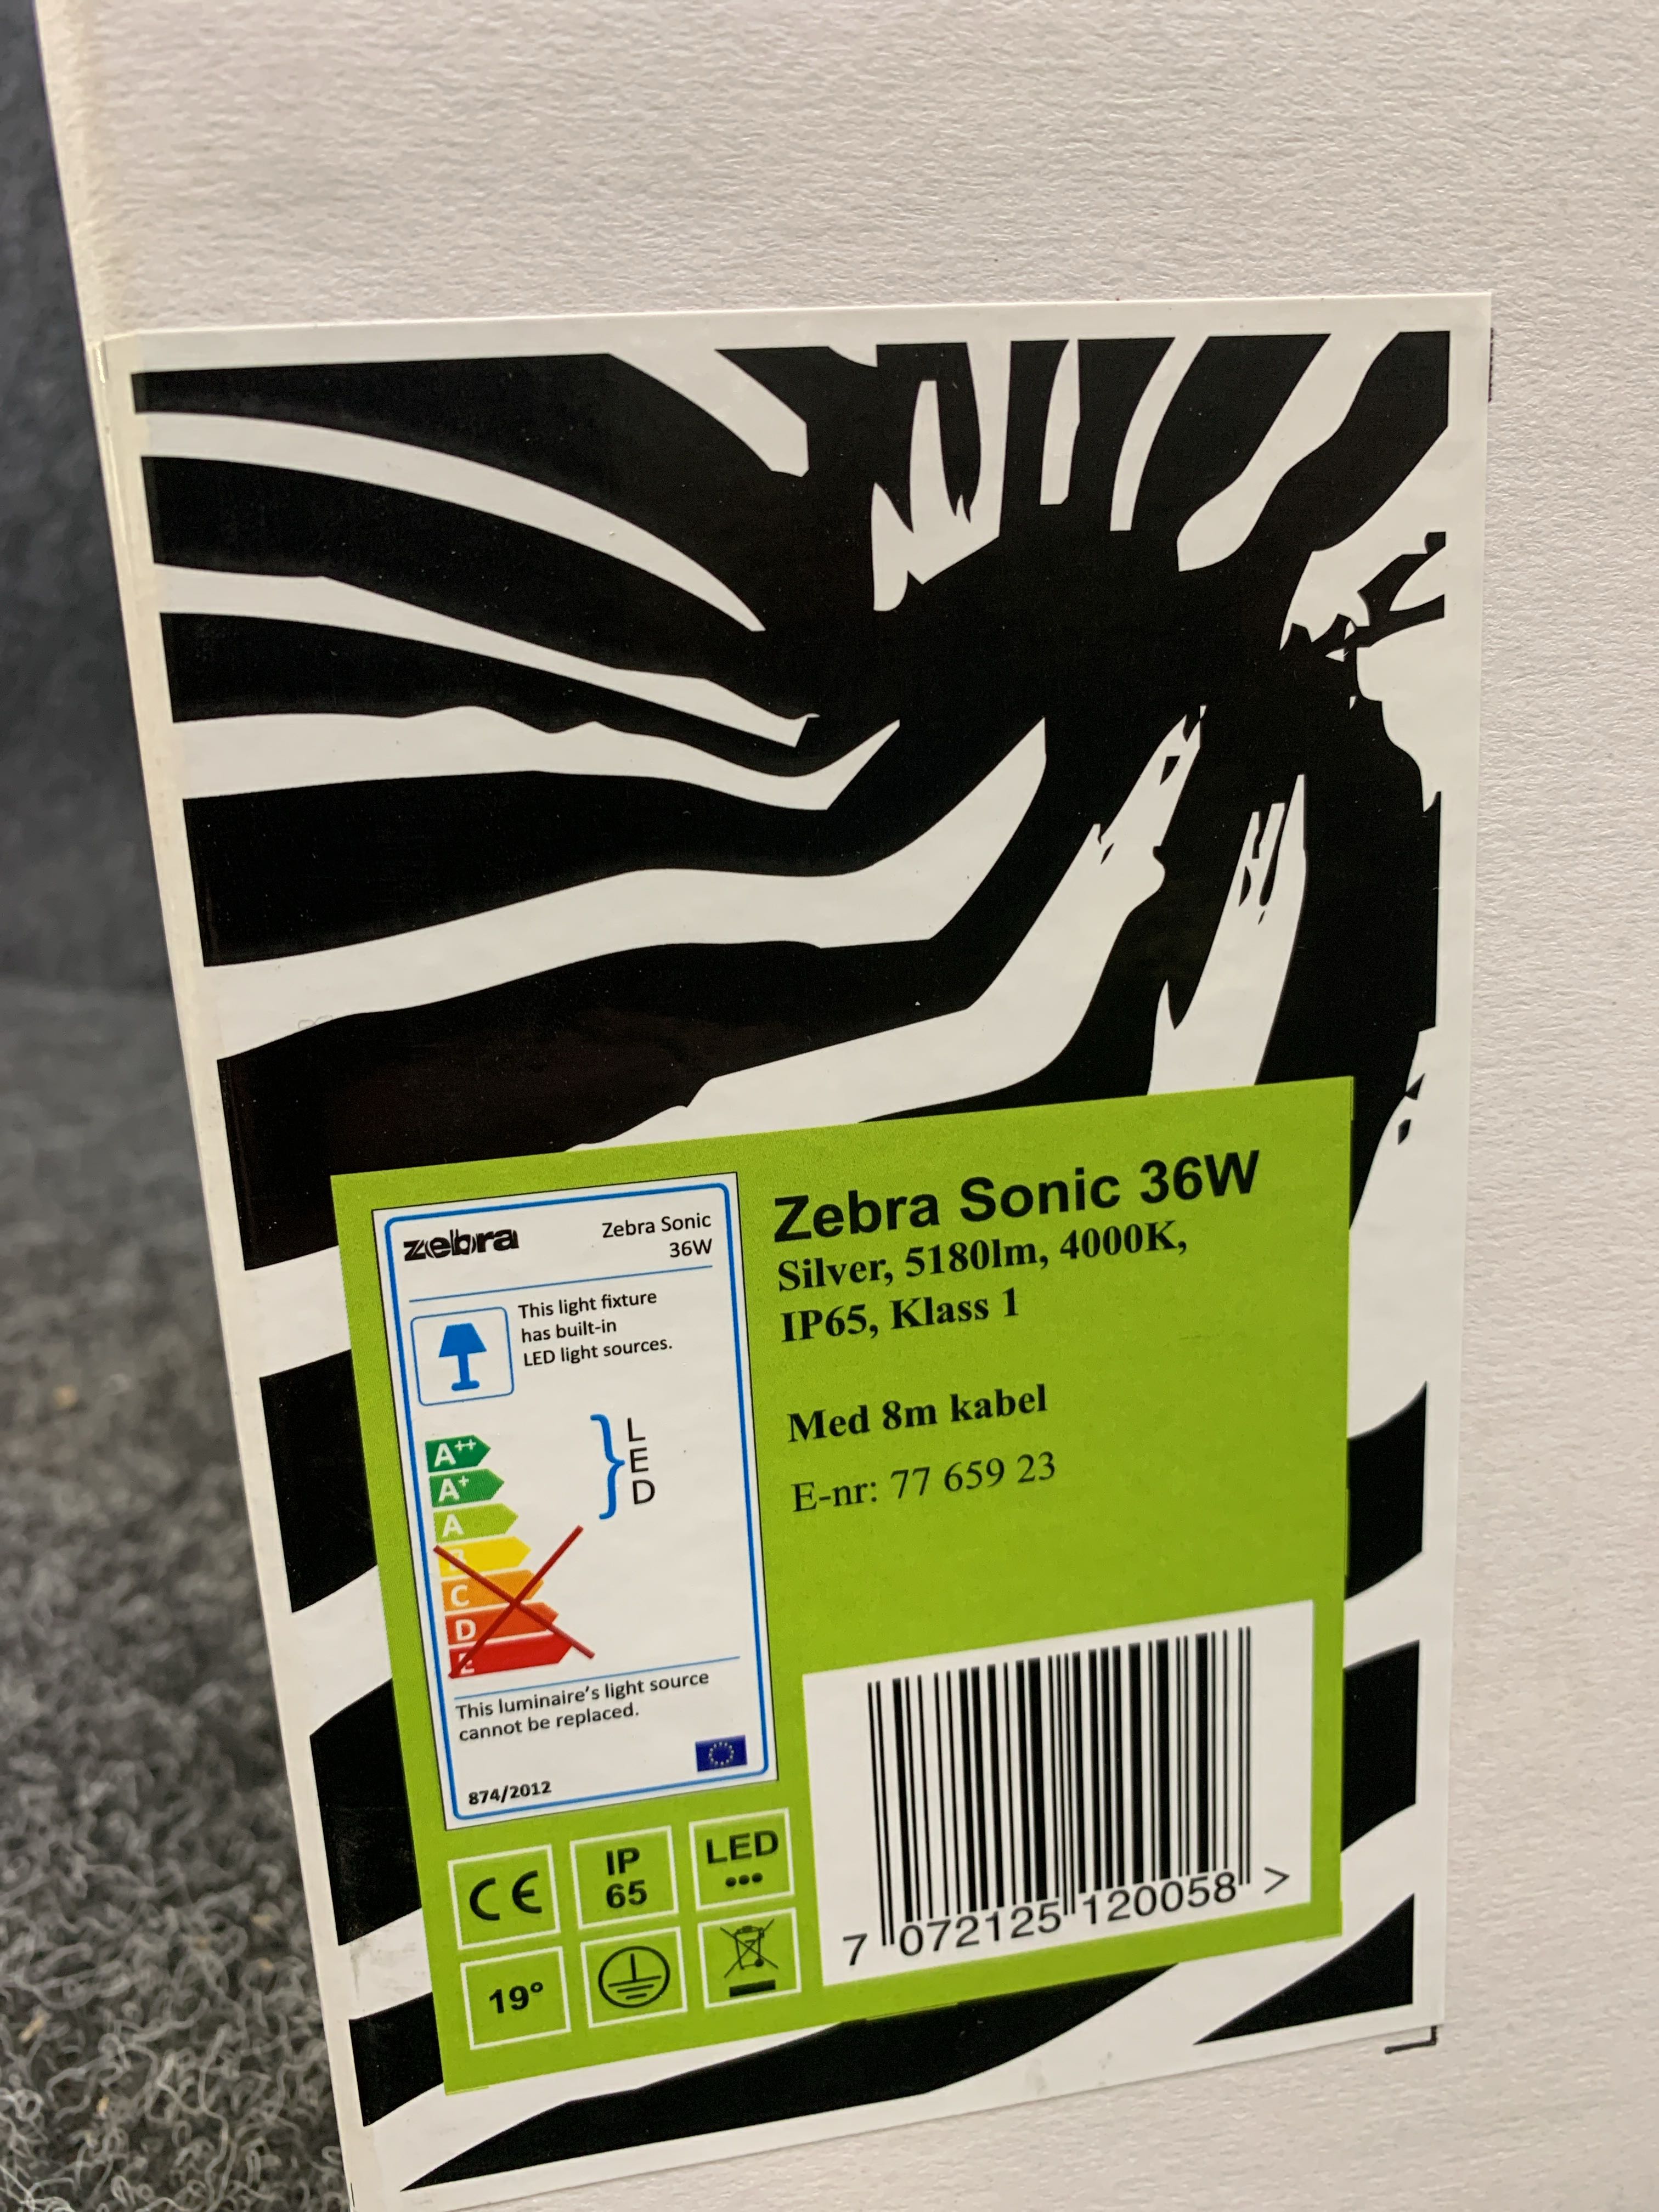 zebra
Zebra Sonic
36W
This light fixture
has built-in
LED light sources.
A++
A+
A
B
C
D
E
L
E
D
This luminaire's light source
cannot be replaced.
874/2012
CE
IP
65
LED
19°
Zebra Sonic 36W
Silver, 5180lm, 4000K,
IP65, Klass 1
Med 8m kabel
E-nr: 77 659 23
7 072125 120058 >